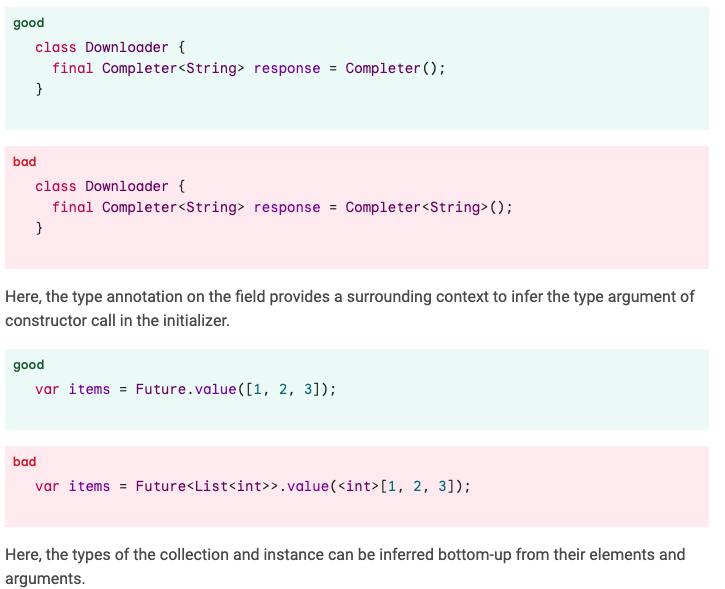 good
class Downloader {
  final Completer<String> response = Completer();
}
bad
class Downloader {
  final Completer<String> response = Completer<String>();
}
Here, the type annotation on the field provides a surrounding context to infer the type argument of
constructor call in the initializer.
good
var items = Future.value([1, 2, 3]);
bad
var items = Future<List<int>>.value(<int>[1, 2, 3]);
Here, the types of the collection and instance can be inferred bottom-up from their elements and
arguments.